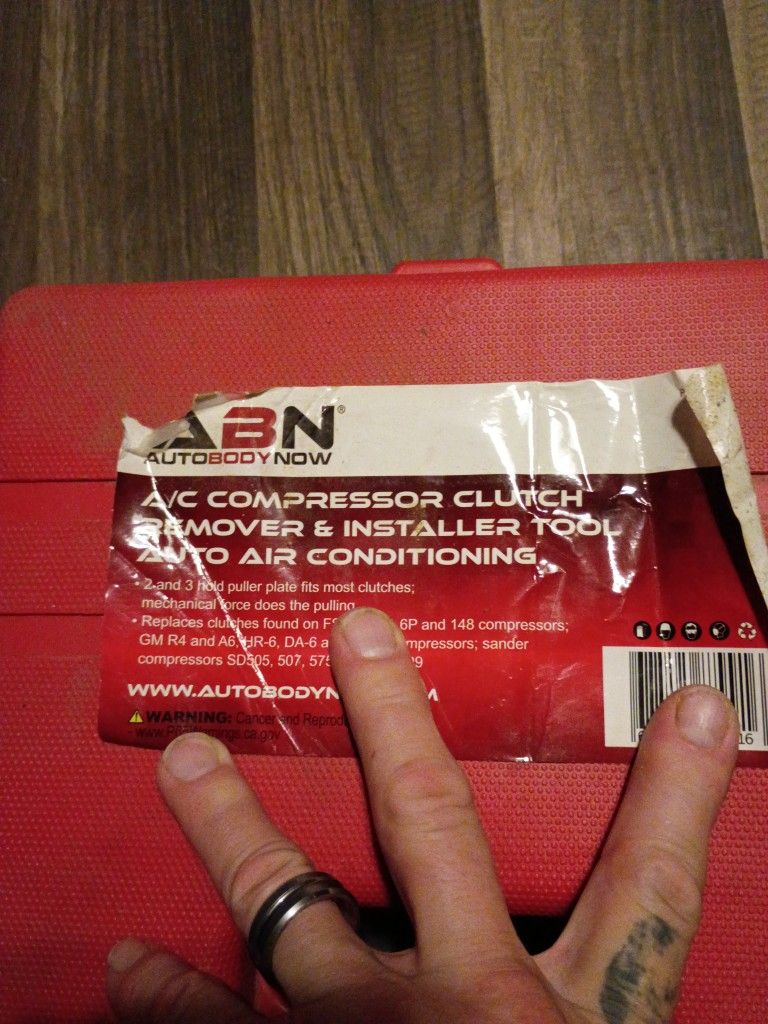 ABN®
AUTOBODYNOW
A/C COMPRESSOR CLUTCH
REMOVER & INSTALLER TOOL
AUTO AIR CONDITIONING
• 2-and 3 hold puller plate fits most clutches;
mechanical force does the pulling
• Replaces clutches found on 6P and 148 compressors;
GM R4 and A6, HR-6, DA-6 sander
compressors SD505, 507,
WWW.
⚠ WARNING: Cancer and
16